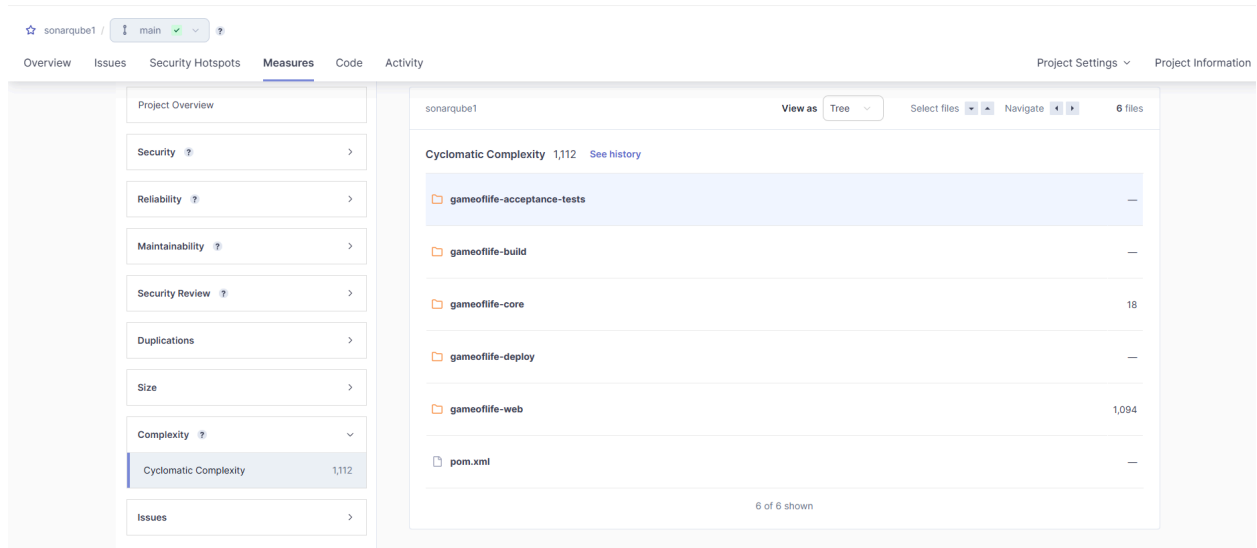 sonarqube1 / main ?
Overview Issues Security Hotspots Measures Code Activity Project Settings Project Information
Project Overview
Security ?
Reliability ?
Maintainability ?
Security Review ?
Duplications
Size
Complexity ?
Cyclomatic Complexity 1,112
Issues
sonarqube1 View as Tree Select files Navigate 6 files
Cyclomatic Complexity 1,112 See history
gameoflife-acceptance-tests —
gameoflife-build —
gameoflife-core 18
gameoflife-deploy —
gameoflife-web 1,094
pom.xml —
6 of 6 shown